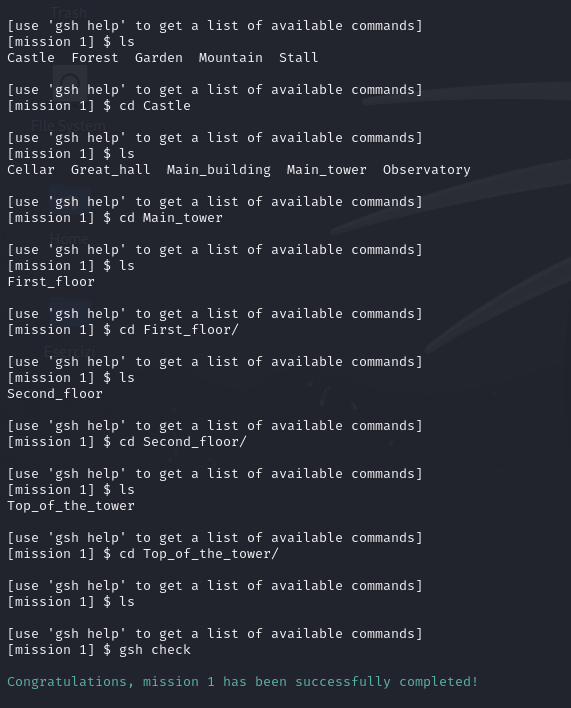 Trash
[use 'gsh help' to get a list of available commands]
[mission 1] $ ls
Castle  Forest  Garden  Mountain  Stall
[use 'gsh help' to get a list of available commands]
[mission 1] $ cd Castle
File System
[use 'gsh help' to get a list of available commands]
[mission 1] $ ls
Cellar  Great_hall  Main_building  Main_tower  Observatory
[use 'gsh help' to get a list of available commands]
[mission 1] $ cd Main_tower
Home
[use 'gsh help' to get a list of available commands]
[mission 1] $ ls
First_floor
[use 'gsh help' to get a list of available commands]
[mission 1] $ cd First_floor/
Esercizi
[use 'gsh help' to get a list of available commands]
[mission 1] $ ls
Second_floor
[use 'gsh help' to get a list of available commands]
[mission 1] $ cd Second_floor/
[use 'gsh help' to get a list of available commands]
[mission 1] $ ls
Top_of_the_tower
[use 'gsh help' to get a list of available commands]
[mission 1] $ cd Top_of_the_tower/
[use 'gsh help' to get a list of available commands]
[mission 1] $ ls
[use 'gsh help' to get a list of available commands]
[mission 1] $ gsh check
Congratulations, mission 1 has been successfully completed!